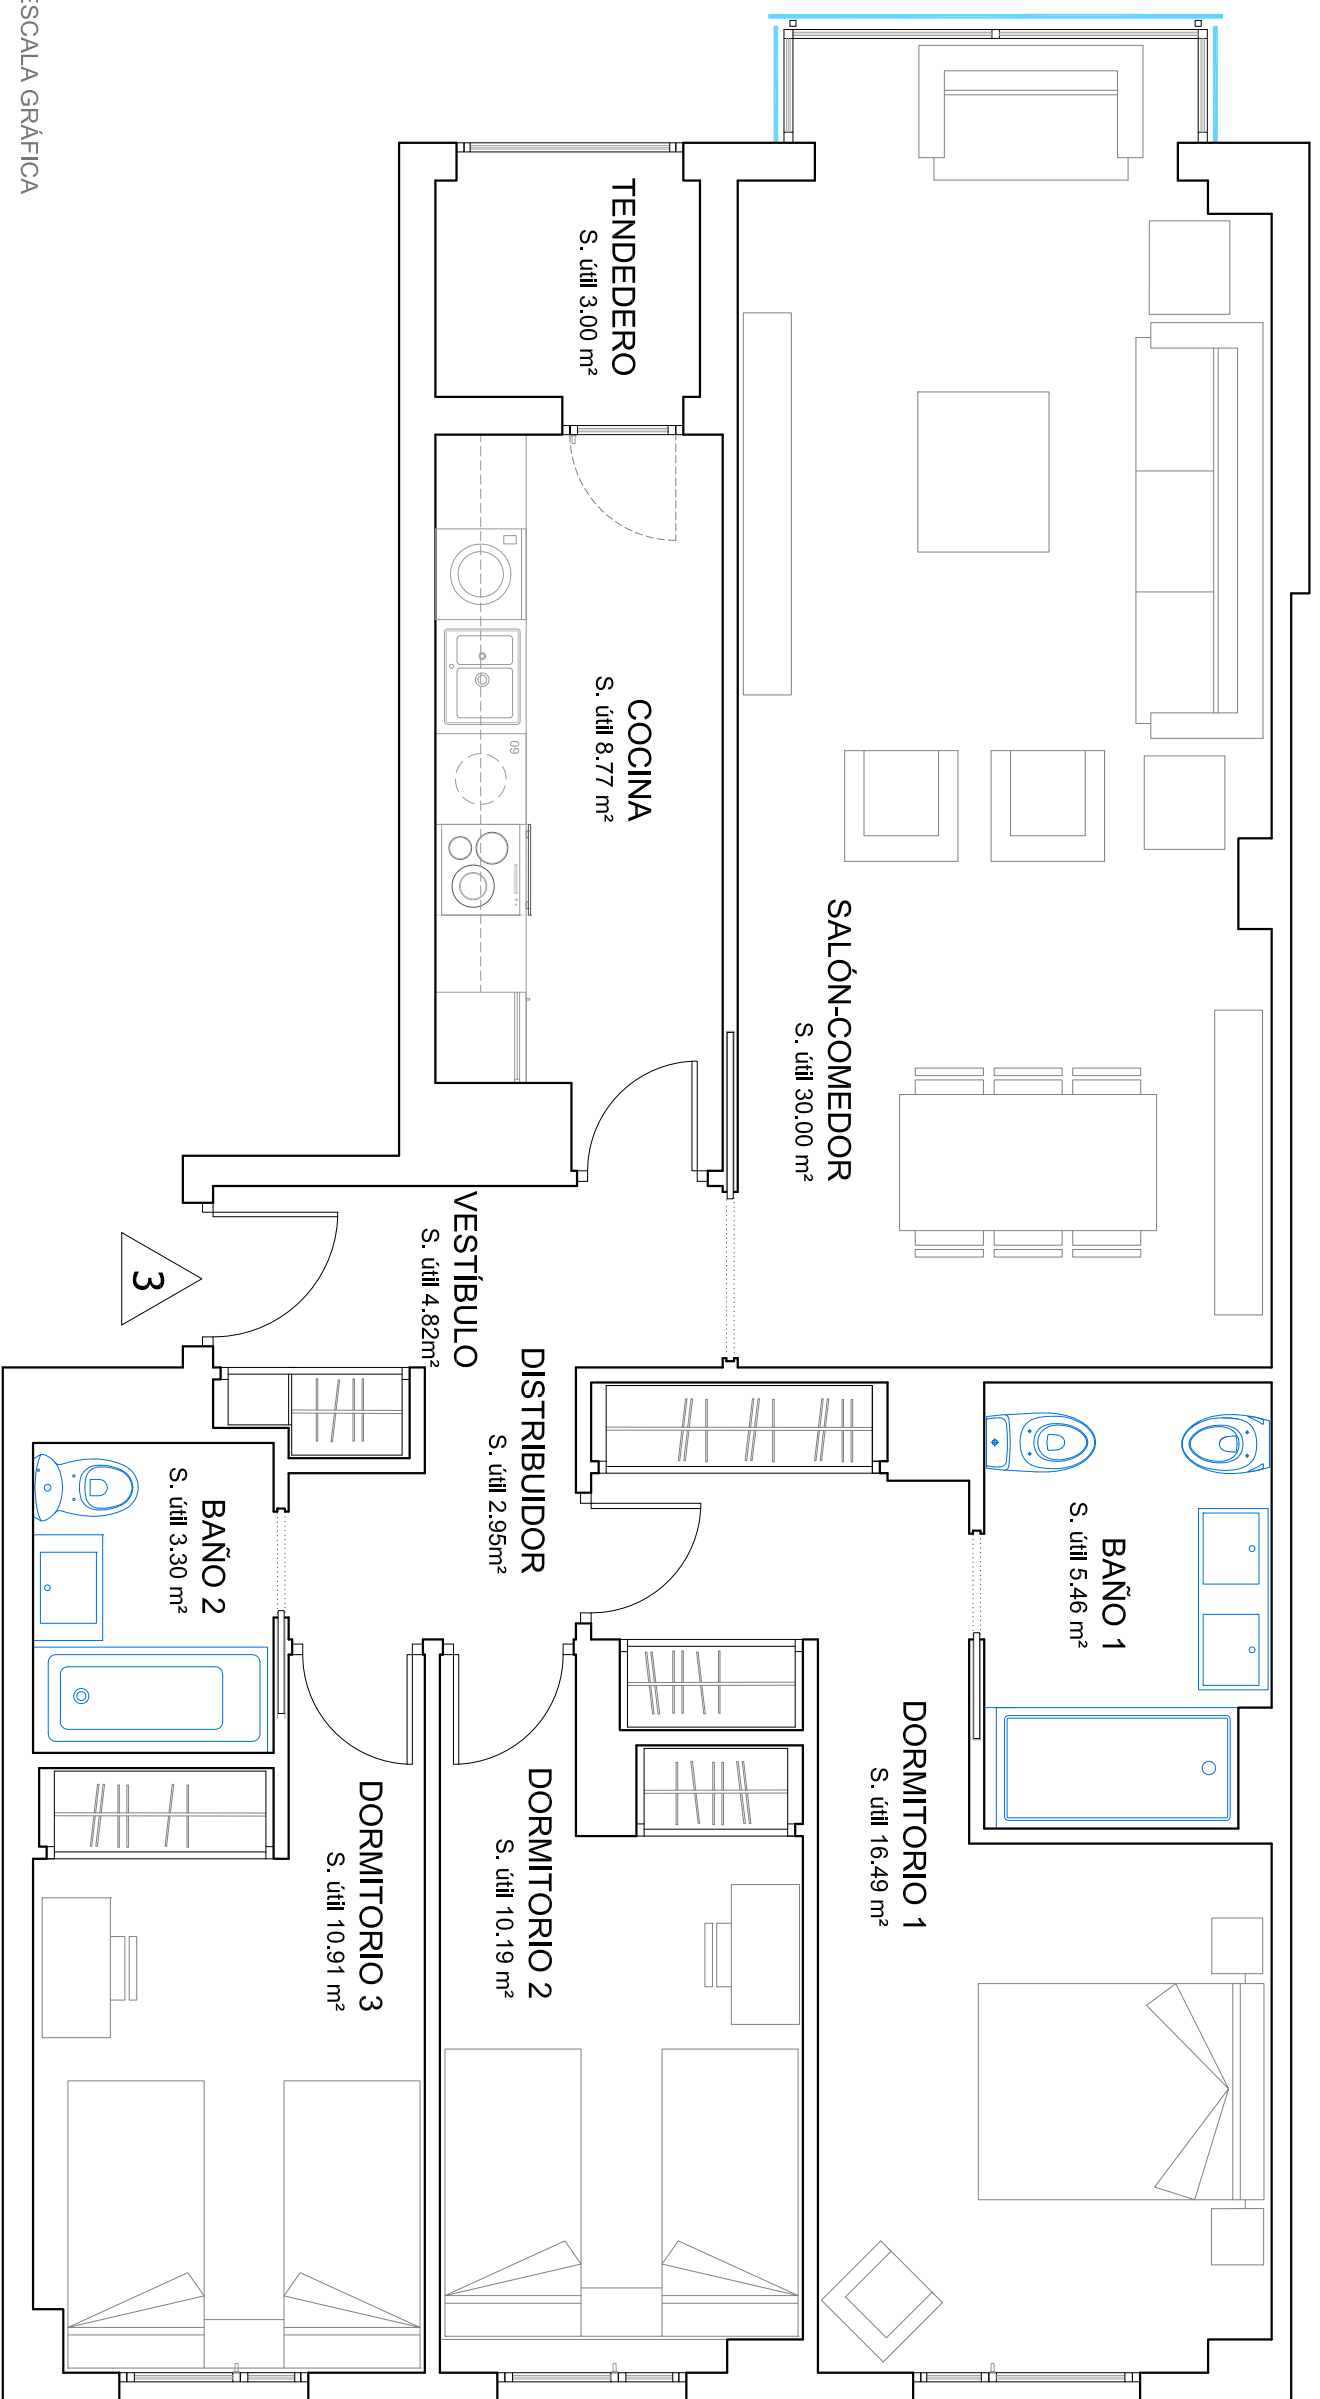 ESCALA GRÁFICA
TENDEDERO
S. útil 3.00 m²
COCINA
S. útil 8.77 m²
60
SALÓN-COMEDOR
S. útil 30.00 m²
VESTÍBULO
S. útil 4.82m²
3
DISTRIBUIDOR
S. útil 2.95m²
BAÑO 1
S. útil 5.46 m²
BAÑO 2
S. útil 3.30 m²
DORMITORIO 1
S. útil 16.49 m²
DORMITORIO 2
S. útil 10.19 m²
DORMITORIO 3
S. útil 10.91 m²